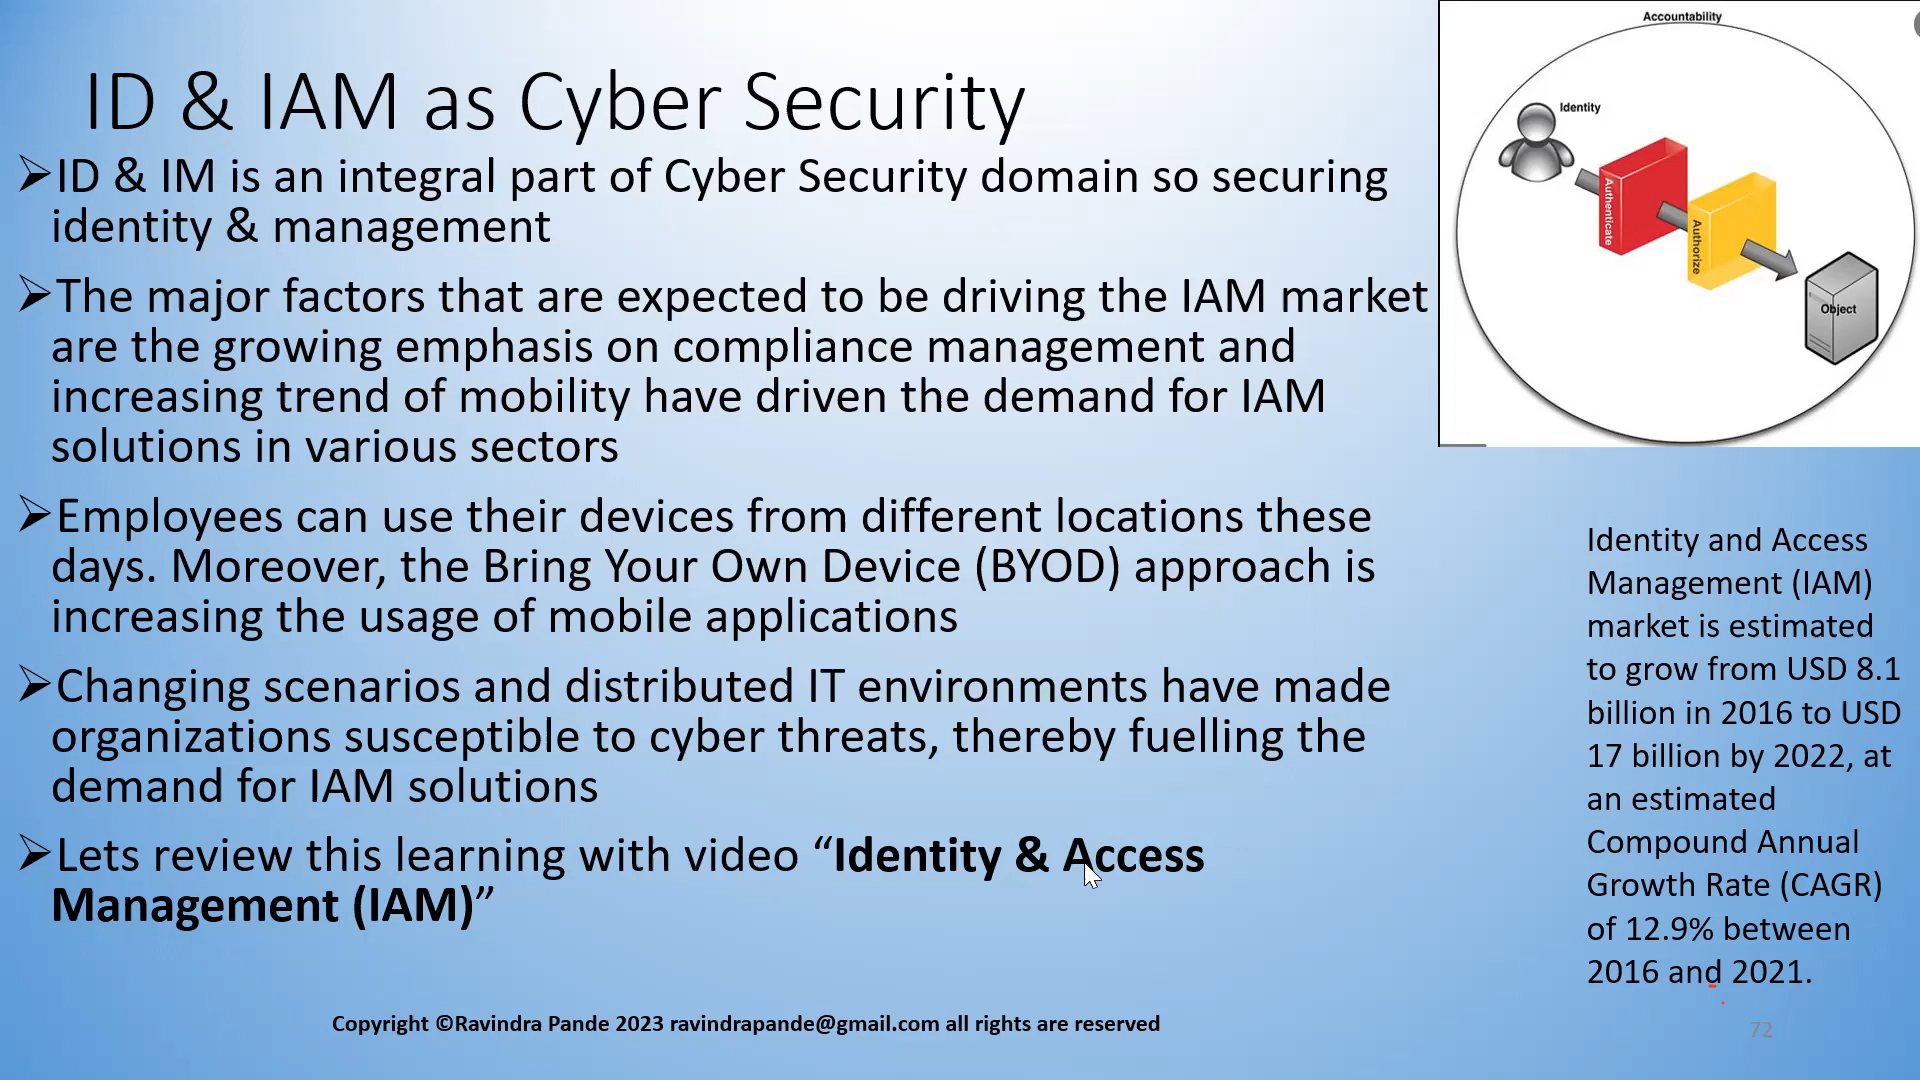 ID & IAM as Cyber Security
➢ID & IM is an integral part of Cyber Security domain so securing
identity & management
➢The major factors that are expected to be driving the IAM market
are the growing emphasis on compliance management and
increasing trend of mobility have driven the demand for IAM
solutions in various sectors
➢Employees can use their devices from different locations these
days. Moreover, the Bring Your Own Device (BYOD) approach is
increasing the usage of mobile applications
➢Changing scenarios and distributed IT environments have made
organizations susceptible to cyber threats, thereby fuelling the
demand for IAM solutions
➢Lets review this learning with video “Identity & Access
Management (IAM)”
Accountability
Identity
Authenticate
Authorize
Object
Identity and Access
Management (IAM)
market is estimated
to grow from USD 8.1
billion in 2016 to USD
17 billion by 2022, at
an estimated
Compound Annual
Growth Rate (CAGR)
of 12.9% between
2016 and 2021.
Copyright ©Ravindra Pande 2023 ravindrapande@gmail.com all rights are reserved
72